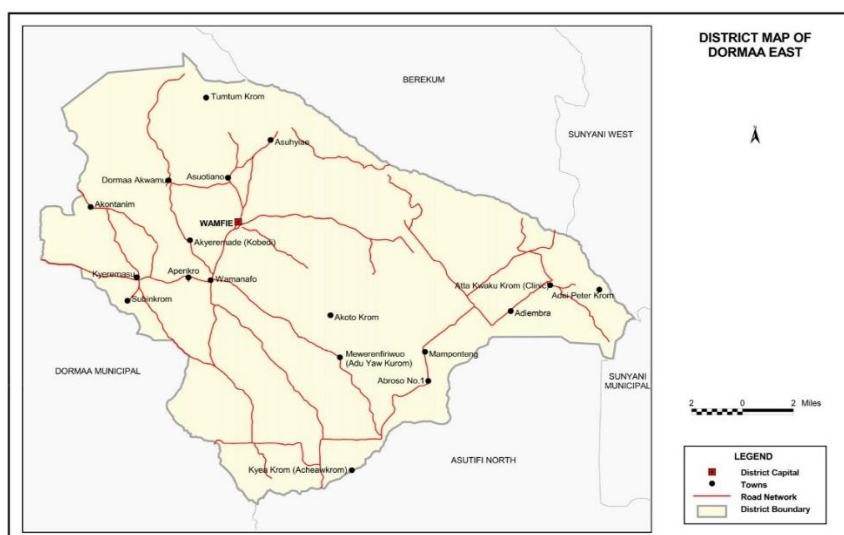 DISTRICT MAP OF
DORMAA EAST
BEREKUM
Tumtum Krom
SUNYANI WEST
Asuhyiae
Asuotiano
Dormaa Akwamu
Akontanim
WAMFIE
Akyeremade (Kobedi)
Kyeremasu
Apenkro
Wamanafo
Atta Kwaku Krom (Clinic)
Adai Peter Krom
Subinkrom
Akoto Krom
Adiembra
Mewerenfiriwuo
(Adu Yaw Kurom)
Mamponteng
DORMAA MUNICIPAL
Abroso No.1
SUNYANI
MUNICIPAL
2 0 2 Miles
ASUTIFI NORTH
Kyea Krom (Acheawkrom)
LEGEND
District Capital
Towns
Road Network
District Boundary